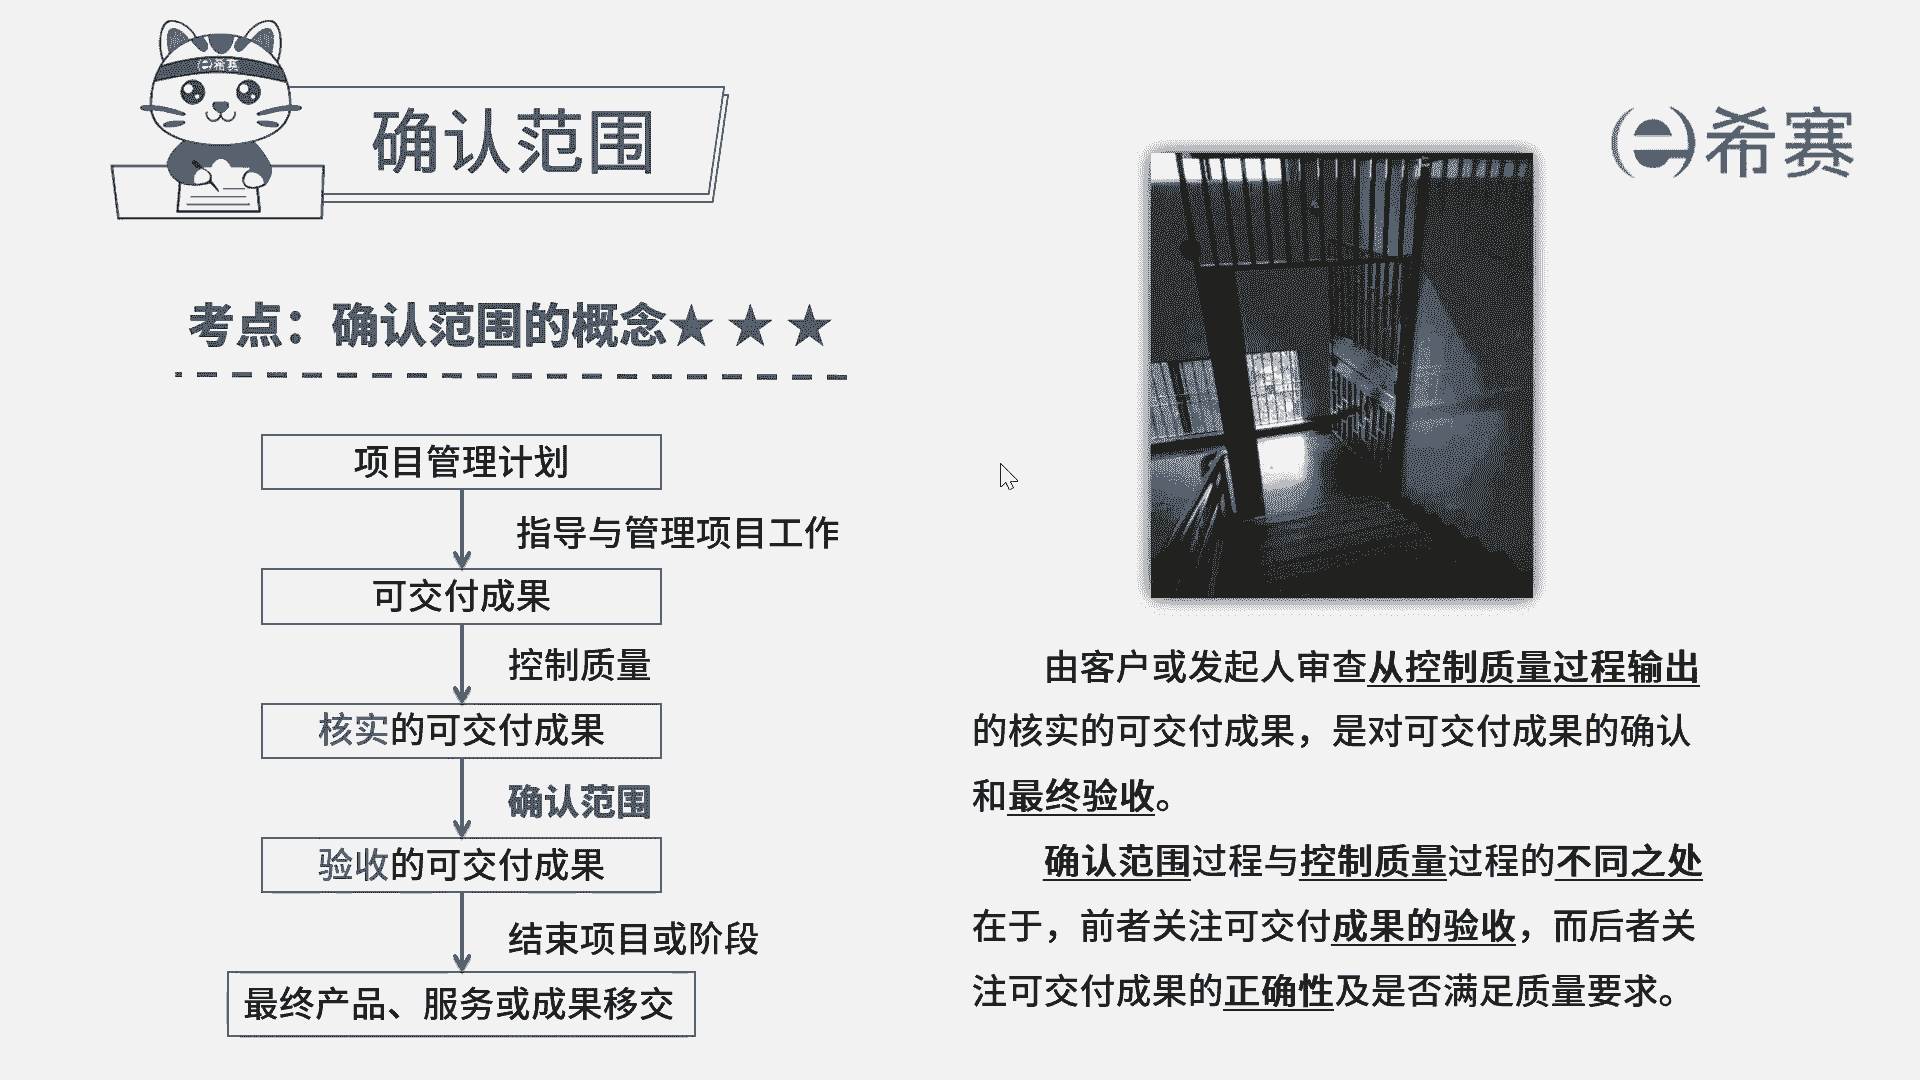 希赛
确认范围
希赛
考点：确认范围的概念★ ★ ★
项目管理计划
指导与管理项目工作
可交付成果
控制质量
核实的可交付成果
确认范围
验收的可交付成果
结束项目或阶段
最终产品、服务或成果移交
由客户或发起人审查从控制质量过程输出
的核实的可交付成果，是对可交付成果的确认
和最终验收。
确认范围过程与控制质量过程的不同之处
在于，前者关注可交付成果的验收，而后者关
注可交付成果的正确性及是否满足质量要求。